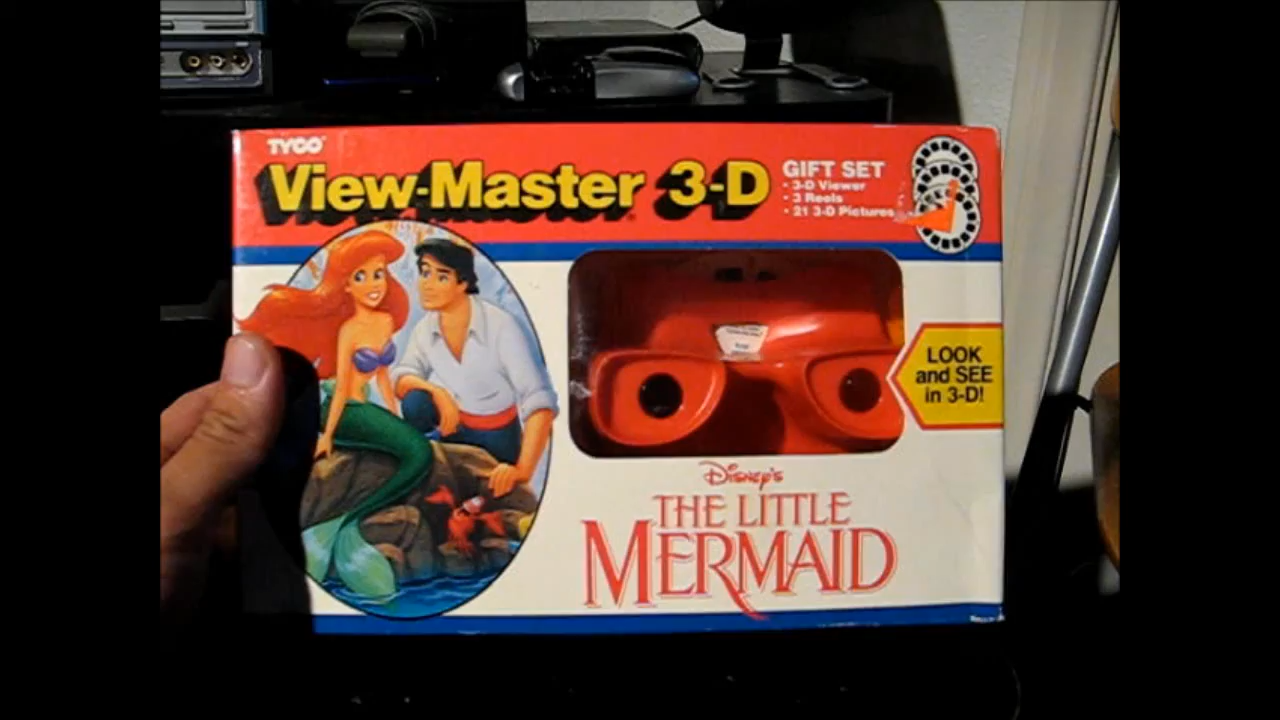 TYCO
View-Master 3-D
GIFT SET
• 3-D Viewer
• 3 Reels
• 21 3-D Pictures
LOOK
and SEE
in 3-D!
Disney's
THE LITTLE
MERMAID